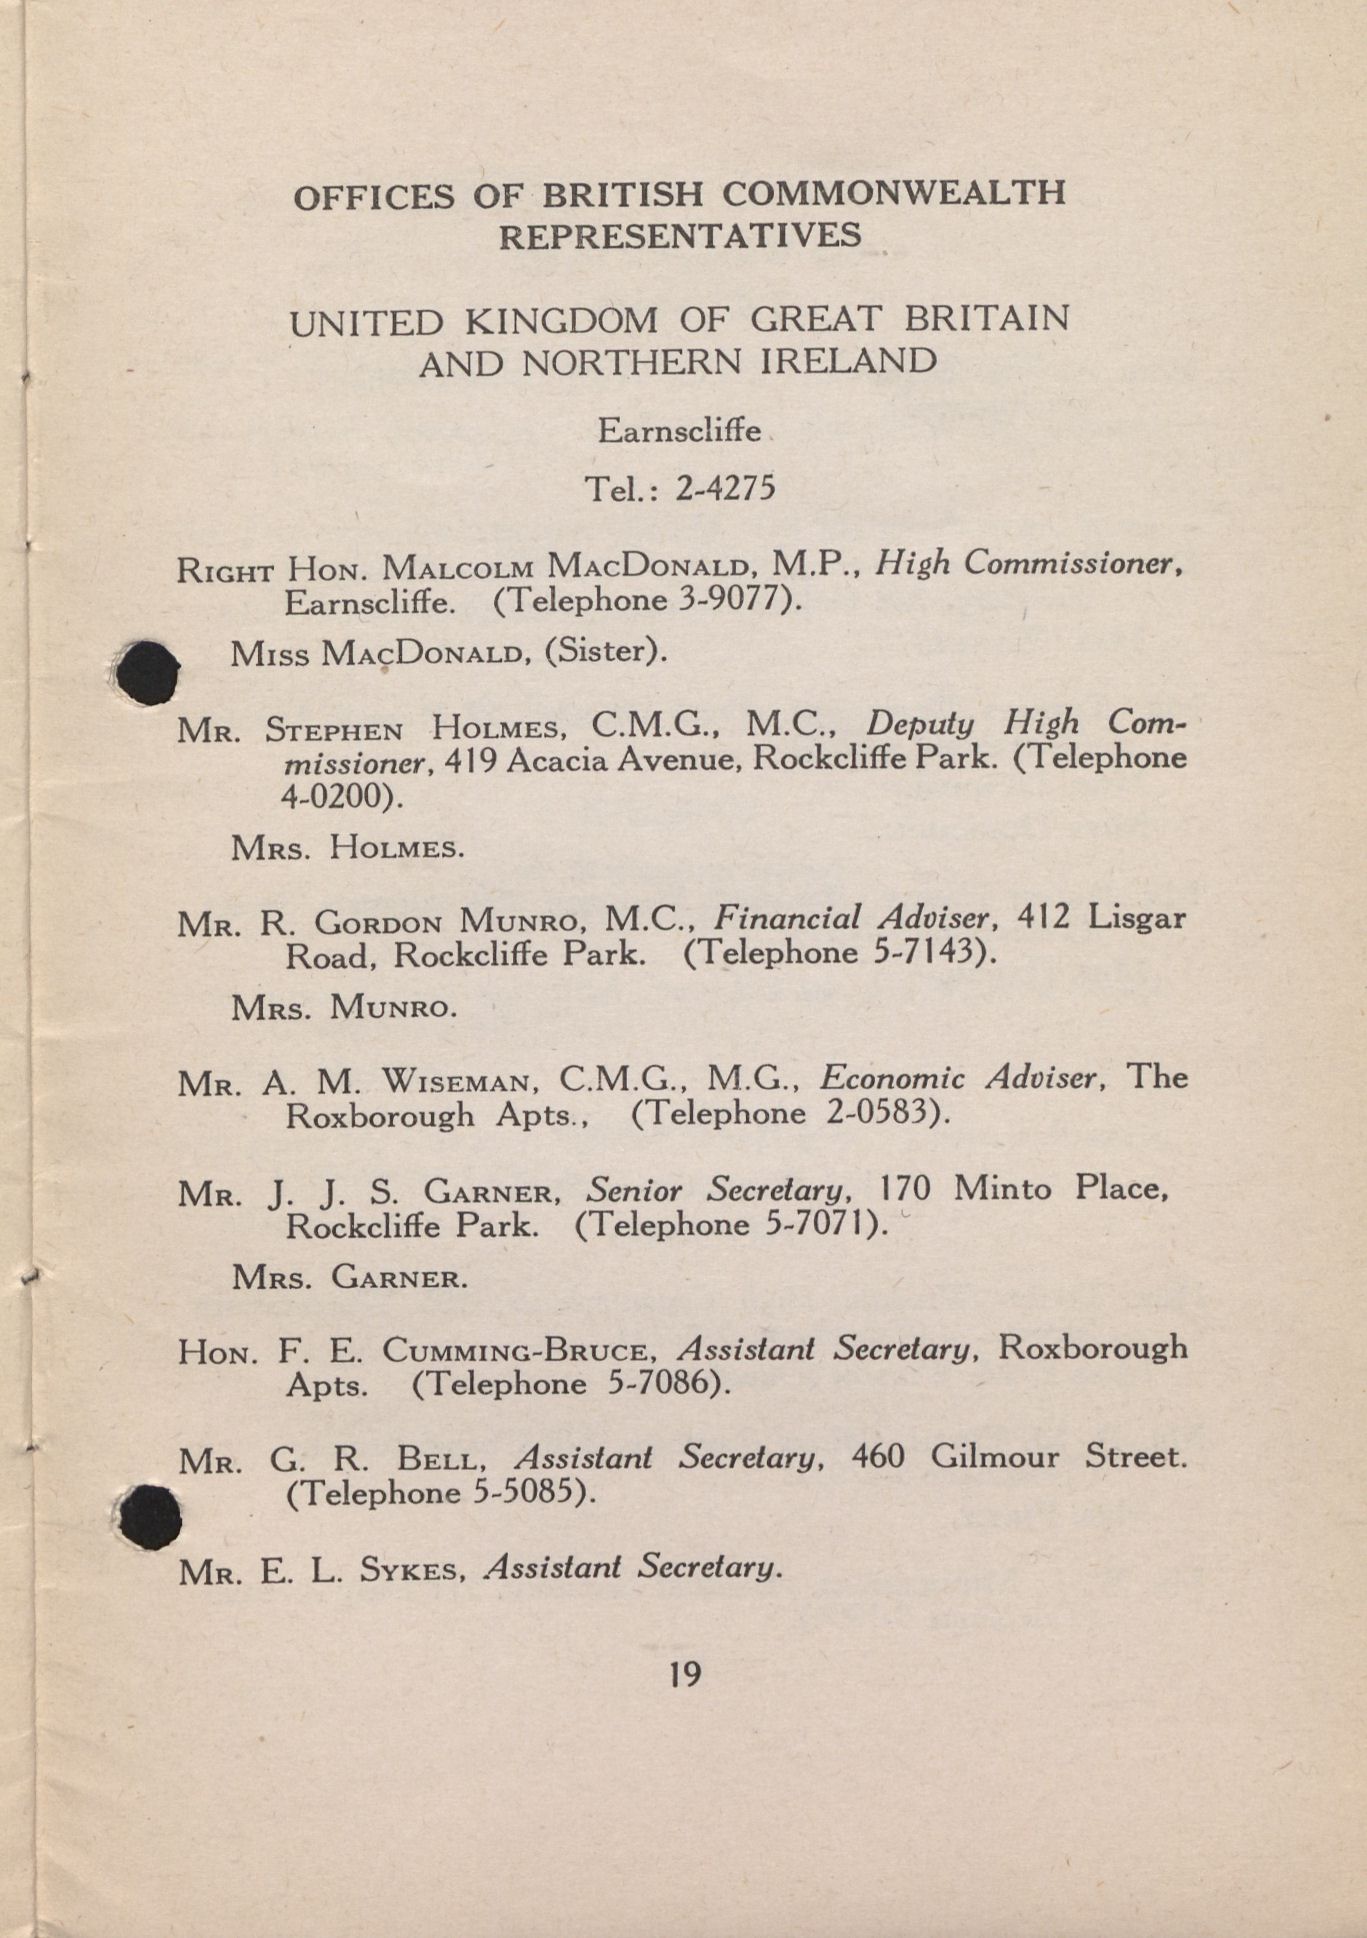 OFFICES OF BRITISH COMMONWEALTH
REPRESENTATIVES
UNITED KINGDOM OF GREAT BRITAIN
AND NORTHERN IRELAND
Earnscliffe
Tel.: 2-4275
RIGHT HON. MALCOLM MACDONALD, M.P., High Commissioner,
Earnscliffe. (Telephone 3-9077).
MISS MACDONALD, (Sister).
MR. STEPHEN HOLMES, C.M.G., M.C., Deputy High Com-
missioner, 419 Acacia Avenue, Rockcliffe Park. (Telephone
4-0200).
MRS. HOLMES.
MR. R. GORDON MUNRO, M.C., Financial Adviser, 412 Lisgar
Road, Rockcliffe Park. (Telephone 5-7143).
MRS. MUNRO.
MR. A. M. WISEMAN, C.M.G., M.G., Economic Adviser, The
Roxborough Apts., (Telephone 2-0583).
MR. J. J. S. GARNER, Senior Secretary, 170 Minto Place,
Rockcliffe Park. (Telephone 5-7071).
MRS. GARNER.
HON. F. E. CUMMING-BRUCE, Assistant Secretary, Roxborough
Apts. (Telephone 5-7086).
MR. G. R. BELL, Assistant Secretary, 460 Gilmour Street.
(Telephone 5-5085).
MR. E. L. SYKES, Assistant Secretary.
19